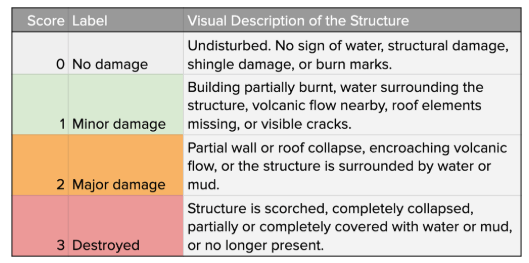 Score Label Visual Description of the Structure
Undisturbed. No sign of water, structural damage,
0 No damage shingle damage, or burn marks.
Building partially burnt, water surrounding the
structure, volcanic flow nearby, roof elements
1 Minor damage missing, or visible cracks.
Partial wall or roof collapse, encroaching volcanic
flow, or the structure is surrounded by water or
2 Major damage mud.
Structure is scorched, completely collapsed,
partially or completely covered with water or mud,
3 Destroyed or no longer present.